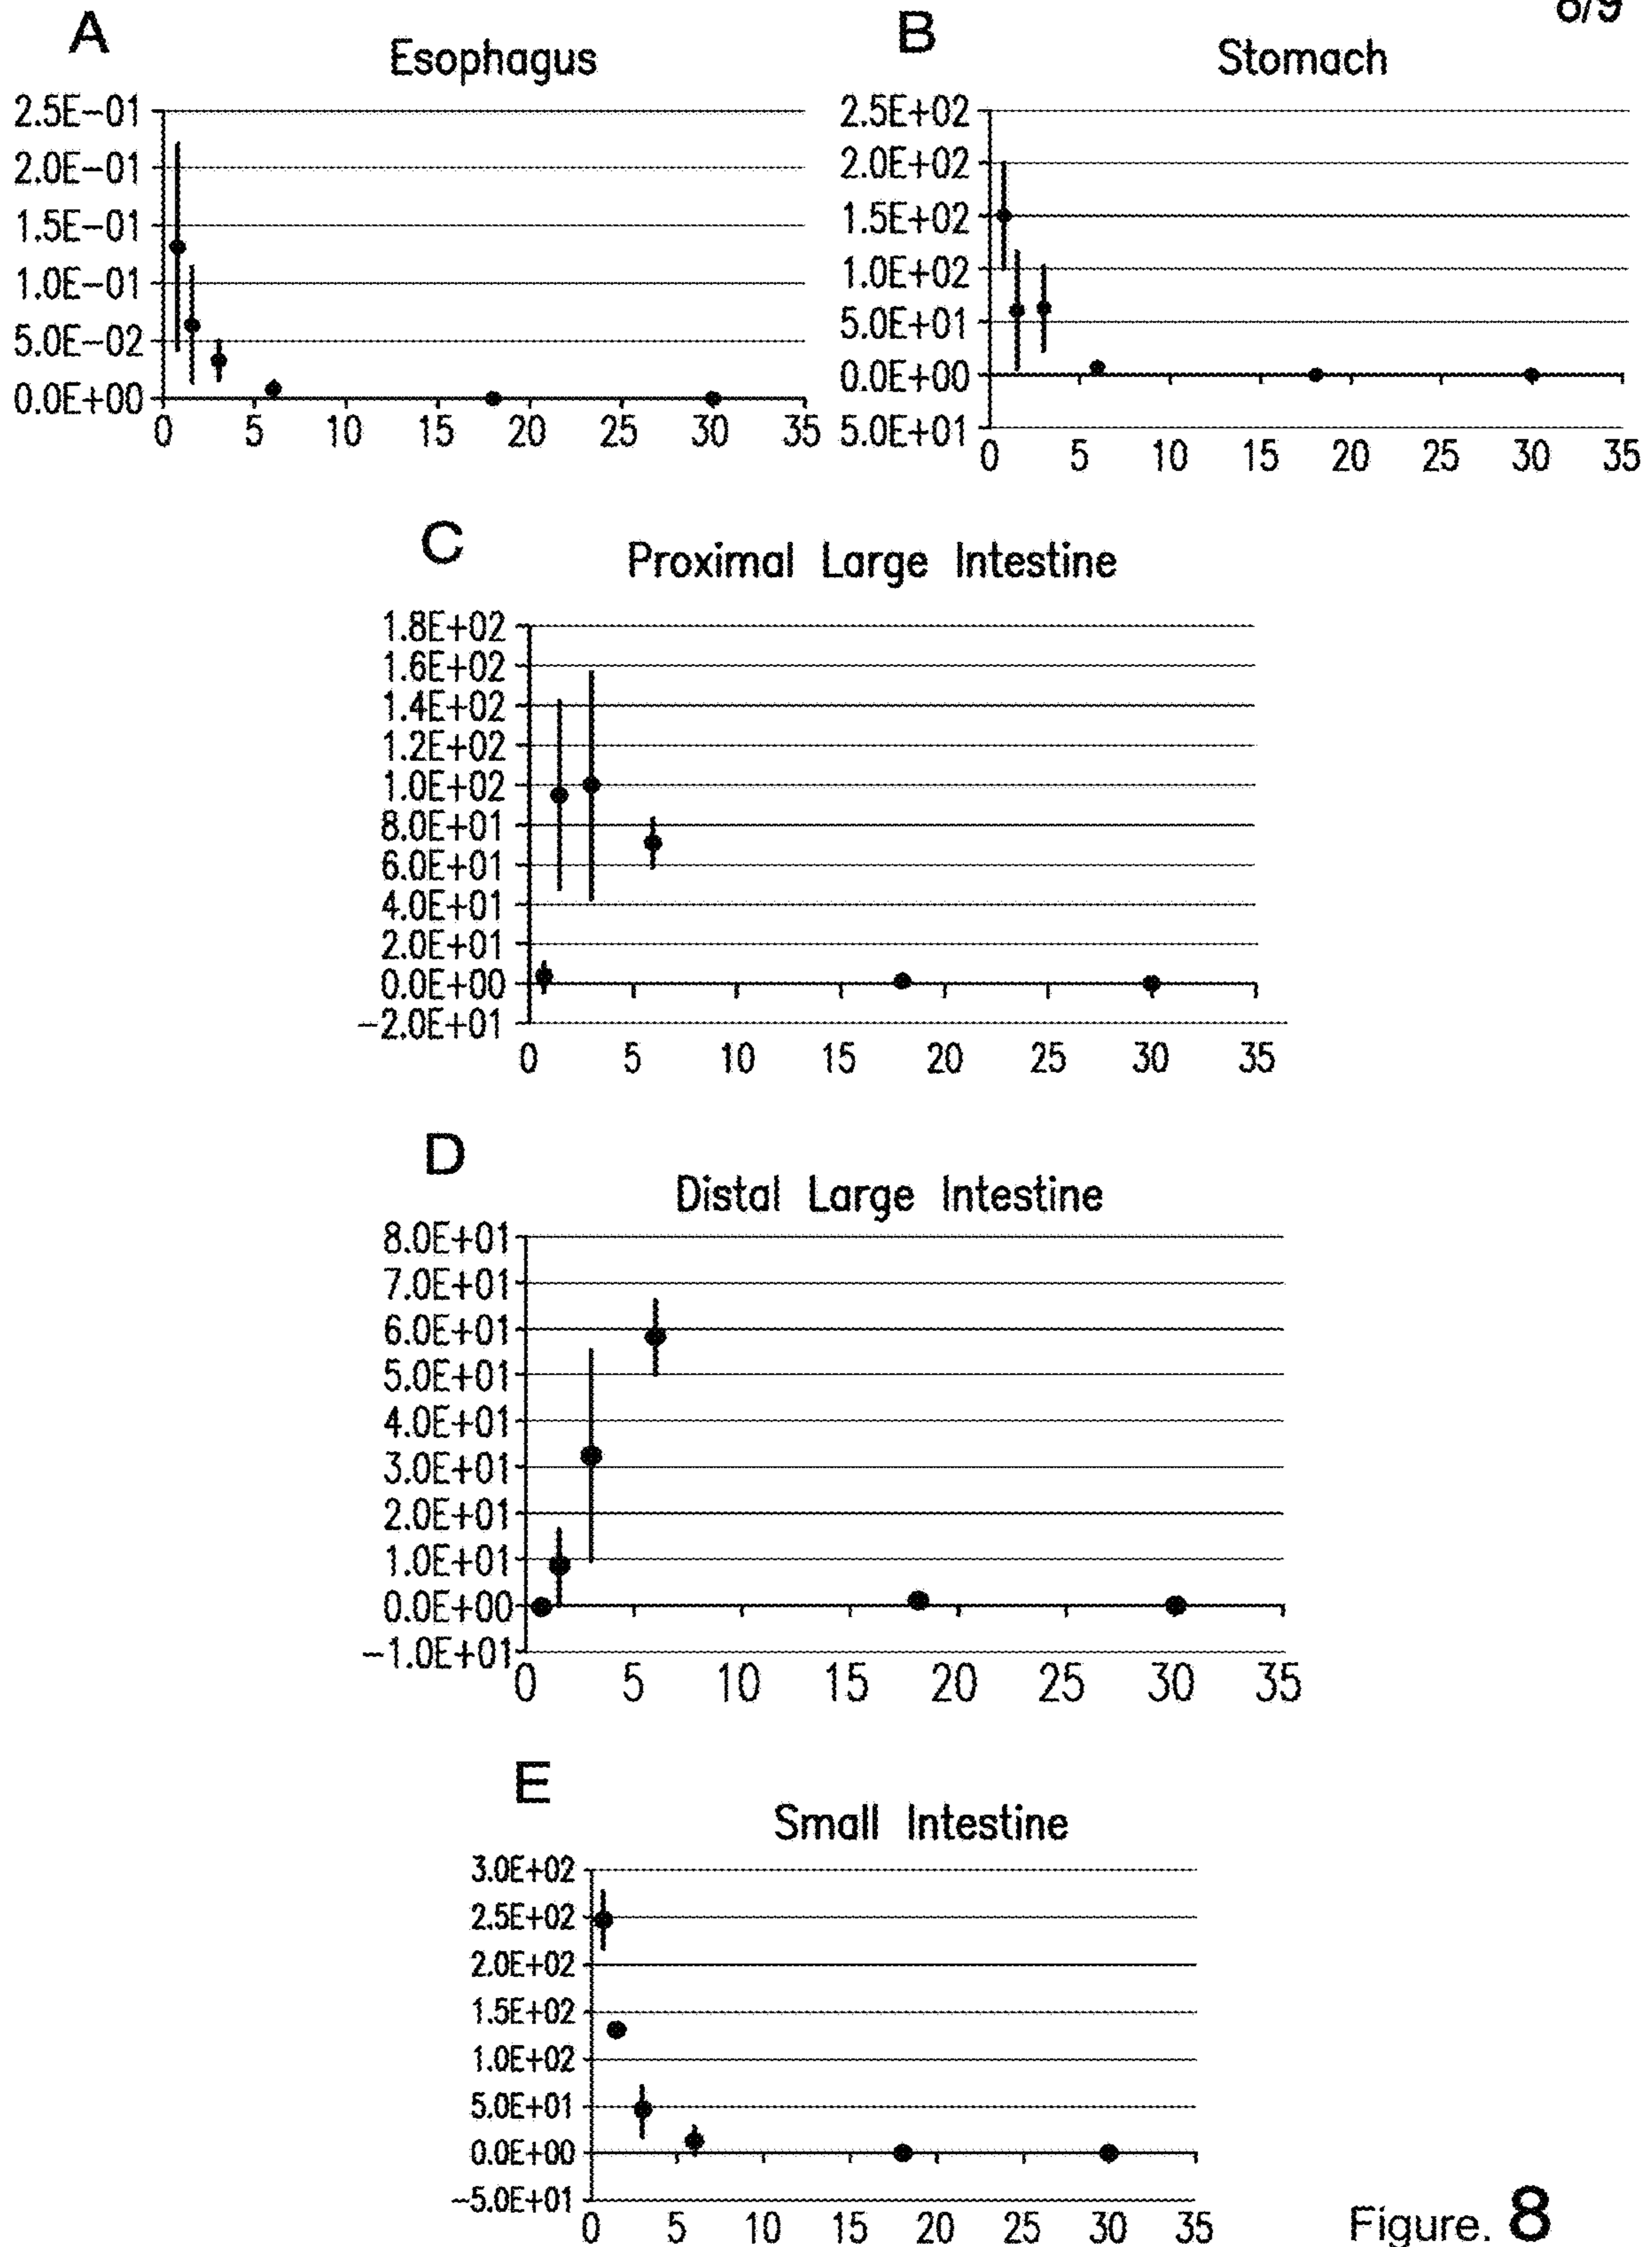 8/9
A
Esophagus
2.5E-01
2.0E-01
1.5E-01
1.0E-01
5.0E-02
0.0E+00
0 5 10 15 20 25 30 35
B
Stomach
2.5E+02
2.0E+02
1.5E+02
1.0E+02
5.0E+01
0.0E+00
5.0E+01
0 5 10 15 20 25 30 35
C
Proximal Large Intestine
1.8E+02
1.6E+02
1.4E+02
1.2E+02
1.0E+02
8.0E+01
6.0E+01
4.0E+01
2.0E+01
0.0E+00
-2.0E+01
0 5 10 15 20 25 30 35
D
Distal Large Intestine
8.0E+01
7.0E+01
6.0E+01
5.0E+01
4.0E+01
3.0E+01
2.0E+01
1.0E+01
0.0E+00
-1.0E+01
0 5 10 15 20 25 30 35
E
Small Intestine
3.0E+02
2.5E+02
2.0E+02
1.5E+02
1.0E+02
5.0E+01
0.0E+00
-5.0E+01
0 5 10 15 20 25 30 35
Figure. 8